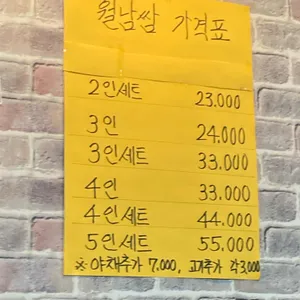 월남쌈 가격표
2인세트 23.000
3인 24.000
3인세트 33.000
4인 33.000
4인세트 44.000
5인세트 55.000
※ 야채추가 7.000, 고기추가 각3,000